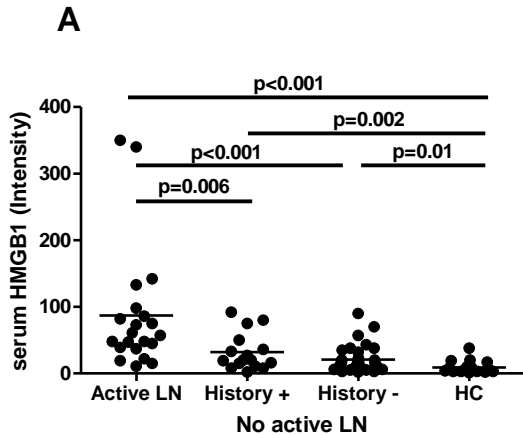 A
p<0.001
p=0.002
p<0.001
p=0.01
p=0.006
serum HMGB1 (Intensity)
400
300
200
100
0
Active LN History + History - HC
No active LN